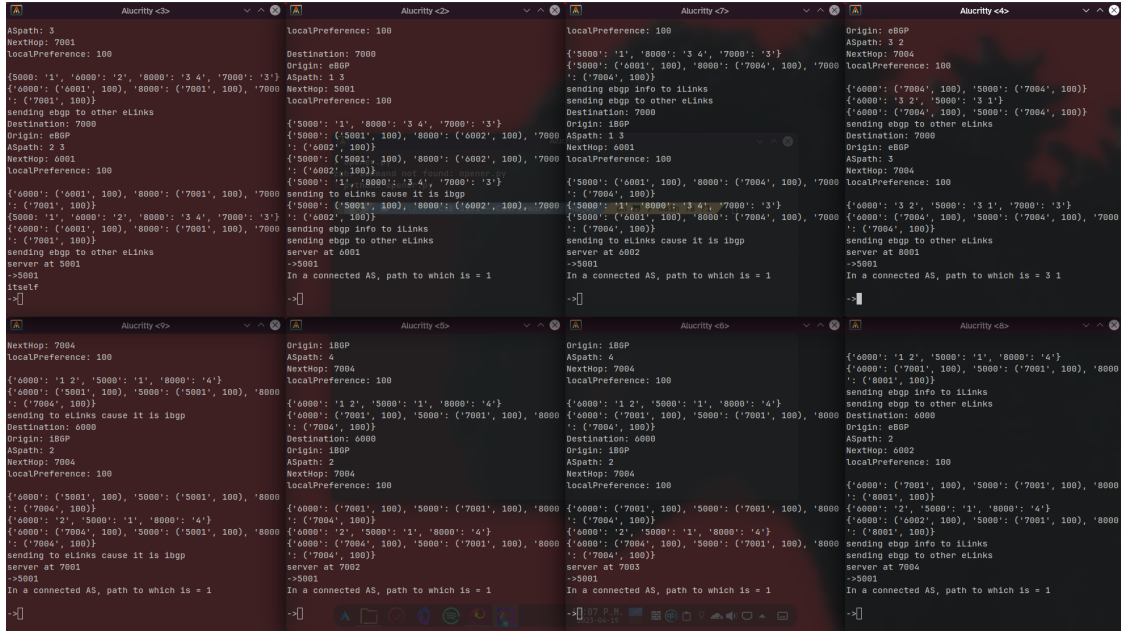 Alucritty <3>
ASpath: 3
NextHop: 7001
localPreference: 100
{5000: '1', '6000': '2', '8000': '3 4', '7000': '3'}
{'6000': ('6001', 100), '8000': ('7001', 100), '7000
': ('7001', 100)}
sending ebgp to other eLinks
Destination: 7000
Origin: eBGP
ASpath: 2 3
NextHop: 6001
localPreference: 100
{'6000': ('6001', 100), '8000': ('7001', 100), '7000
': ('7001', 100)}
{5000: '1', '6000': '2', '8000': '3 4', '7000': '3'}
{'6000': ('6001', 100), '8000': ('7001', 100), '7000
': ('7001', 100)}
sending ebgp to other eLinks
server at 5001
->5001
itself
->
Alucritty <2>
localPreference: 100
Destination: 7000
Origin: eBGP
ASpath: 1 3
NextHop: 5001
localPreference: 100
{'5000': '1', '8000': '3 4', '7000': '3'}
{'5000': ('5001', 100), '8000': ('6002', 100), '7000
': ('6002', 100)}
{'5000': ('5001', 100), '8000': ('6002', 100), '7000
': ('6002', 100)}
{'5000': '1', '8000': '3 4', '7000': '3'}
sending to eLinks cause it is ibgp
{'5000': ('5001', 100), '8000': ('6002', 100), '7000
': ('6002', 100)}
sending ebgp info to iLinks
sending ebgp to other eLinks
server at 6001
->5001
In a connected AS, path to which is = 1
->
Alucritty <7>
localPreference: 100
{'5000': '1', '8000': '3 4', '7000': '3'}
{'5000': ('6001', 100), '8000': ('7004', 100), '7000
': ('7004', 100)}
sending ebgp info to iLinks
sending ebgp to other eLinks
Destination: 7000
Origin: iBGP
ASpath: 1 3
NextHop: 6001
localPreference: 100
{'5000': ('6001', 100), '8000': ('7004', 100), '7000
': ('7004', 100)}
{'5000': '1', '8000': '3 4', '7000': '3'}
{'5000': ('6001', 100), '8000': ('7004', 100), '7000
': ('7004', 100)}
sending to eLinks cause it is ibgp
server at 6002
->5001
In a connected AS, path to which is = 1
->
Alucritty <4>
Origin: eBGP
ASpath: 3 2
NextHop: 7004
localPreference: 100
{'6000': ('7004', 100), '5000': ('7004', 100)}
{'6000': '3 2', '5000': '3 1'}
{'6000': ('7004', 100), '5000': ('7004', 100)}
sending ebgp to other eLinks
Destination: 7000
Origin: eBGP
ASpath: 3
NextHop: 7004
localPreference: 100
{'6000': '3 2', '5000': '3 1', '7000': '3'}
{'6000': ('7004', 100), '5000': ('7004', 100), '7000
': ('7004', 100)}
sending ebgp to other eLinks
server at 8001
->5001
In a connected AS, path to which is = 3 1
->
Alucritty <9>
NextHop: 7004
localPreference: 100
{'6000': '1 2', '5000': '1', '8000': '4'}
{'6000': ('5001', 100), '5000': ('5001', 100), '8000
': ('7004', 100)}
sending to eLinks cause it is ibgp
Destination: 6000
Origin: iBGP
ASpath: 2
NextHop: 7004
localPreference: 100
{'6000': ('5001', 100), '5000': ('5001', 100), '8000
': ('7004', 100)}
{'6000': '2', '5000': '1', '8000': '4'}
{'6000': ('7004', 100), '5000': ('5001', 100), '8000
': ('7004', 100)}
sending to eLinks cause it is ibgp
server at 7001
->5001
In a connected AS, path to which is = 1
->
Alucritty <5>
Origin: iBGP
ASpath: 4
NextHop: 7004
localPreference: 100
{'6000': '1 2', '5000': '1', '8000': '4'}
{'6000': ('7001', 100), '5000': ('7001', 100), '8000
': ('7004', 100)}
Destination: 6000
Origin: iBGP
ASpath: 2
NextHop: 7004
localPreference: 100
{'6000': ('7001', 100), '5000': ('7001', 100), '8000
': ('7004', 100)}
{'6000': '2', '5000': '1', '8000': '4'}
{'6000': ('7004', 100), '5000': ('7001', 100), '8000
': ('7004', 100)}
server at 7002
->5001
In a connected AS, path to which is = 1
->
Alucritty <6>
Origin: iBGP
ASpath: 4
NextHop: 7004
localPreference: 100
{'6000': '1 2', '5000': '1', '8000': '4'}
{'6000': ('7001', 100), '5000': ('7001', 100), '8000
': ('7004', 100)}
Destination: 6000
Origin: iBGP
ASpath: 2
NextHop: 7004
localPreference: 100
{'6000': ('7001', 100), '5000': ('7001', 100), '8000
': ('7004', 100)}
{'6000': '2', '5000': '1', '8000': '4'}
{'6000': ('7004', 100), '5000': ('7001', 100), '8000
': ('7004', 100)}
server at 7003
->5001
In a connected AS, path to which is = 1
->
Alucritty <8>
{'6000': '1 2', '5000': '1', '8000': '4'}
{'6000': ('7001', 100), '5000': ('7001', 100), '8000
': ('8001', 100)}
sending ebgp info to iLinks
sending ebgp to other eLinks
Destination: 6000
Origin: eBGP
ASpath: 2
NextHop: 6002
localPreference: 100
{'6000': ('7001', 100), '5000': ('7001', 100), '8000
': ('8001', 100)}
{'6000': '2', '5000': '1', '8000': '4'}
{'6000': ('6002', 100), '5000': ('7001', 100), '8000
': ('8001', 100)}
sending ebgp info to iLinks
sending ebgp to other eLinks
server at 7004
->5001
In a connected AS, path to which is = 1
->
:07 P.M.
2023-04-19
command not found: opener.py